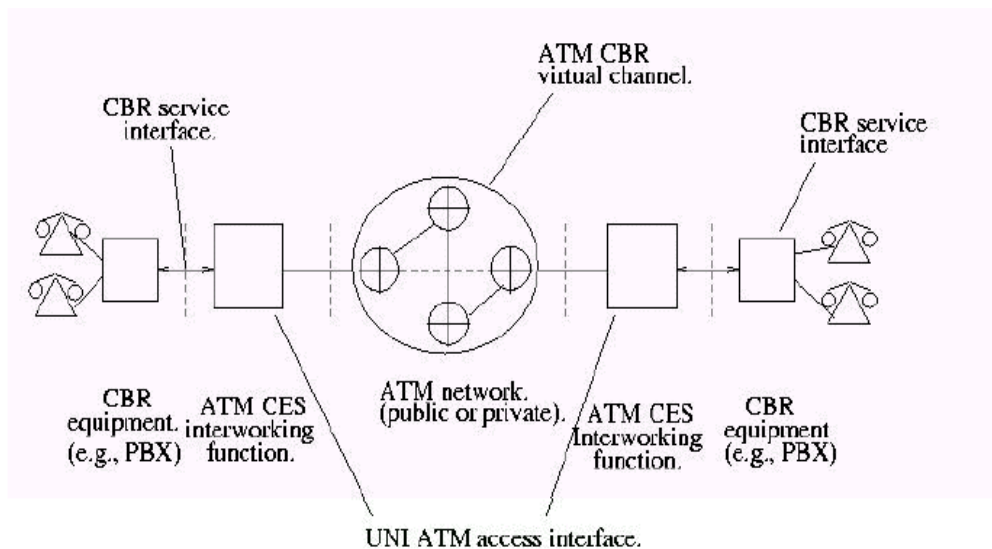 ATM CBR
virtual channel.
CBR service
interface.
CBR service
interface
CBR
equipment.
(e.g., PBX)
ATM CES
interworking
function.
ATM network.
(public or private).
ATM CES
Interworking
function.
CBR
equipment
(e.g., PBX)
UNI ATM access interface.